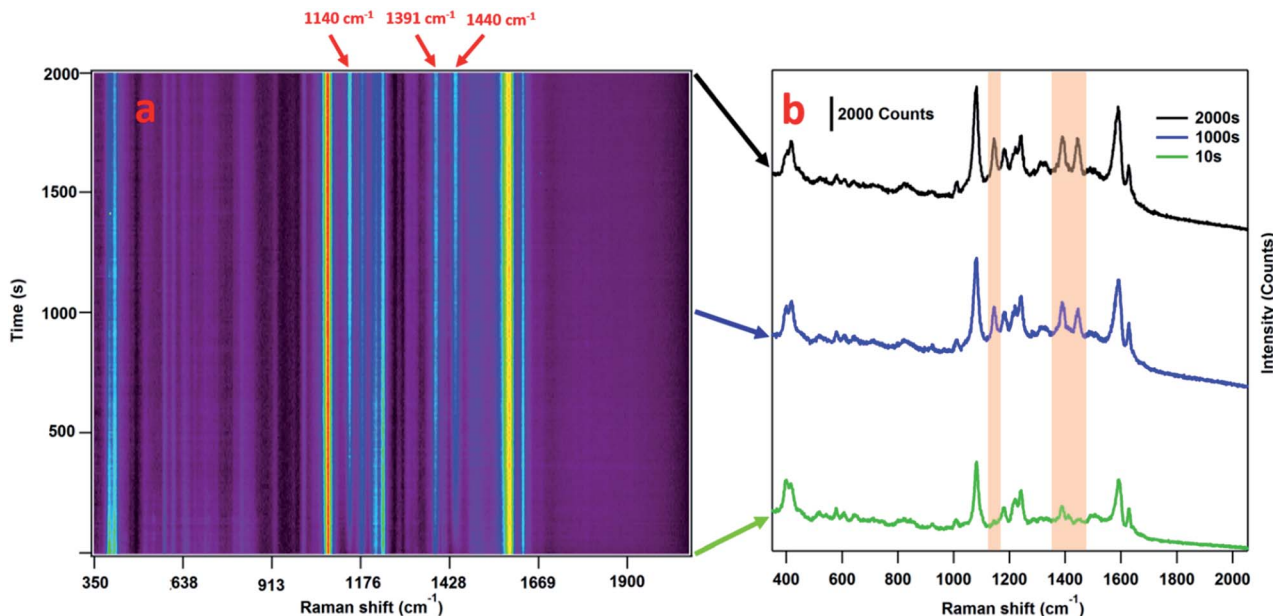 1140 cm⁻¹
1391 cm⁻¹
1440 cm⁻¹
a
2000
1500
1000
500
Time (s)
350
638
913
1176
1428
1669
1900
Raman shift (cm⁻¹)
b
2000 Counts
2000s
1000s
10s
Intensity (Counts)
400
600
800
1000
1200
1400
1600
1800
2000
Raman shift (cm⁻¹)